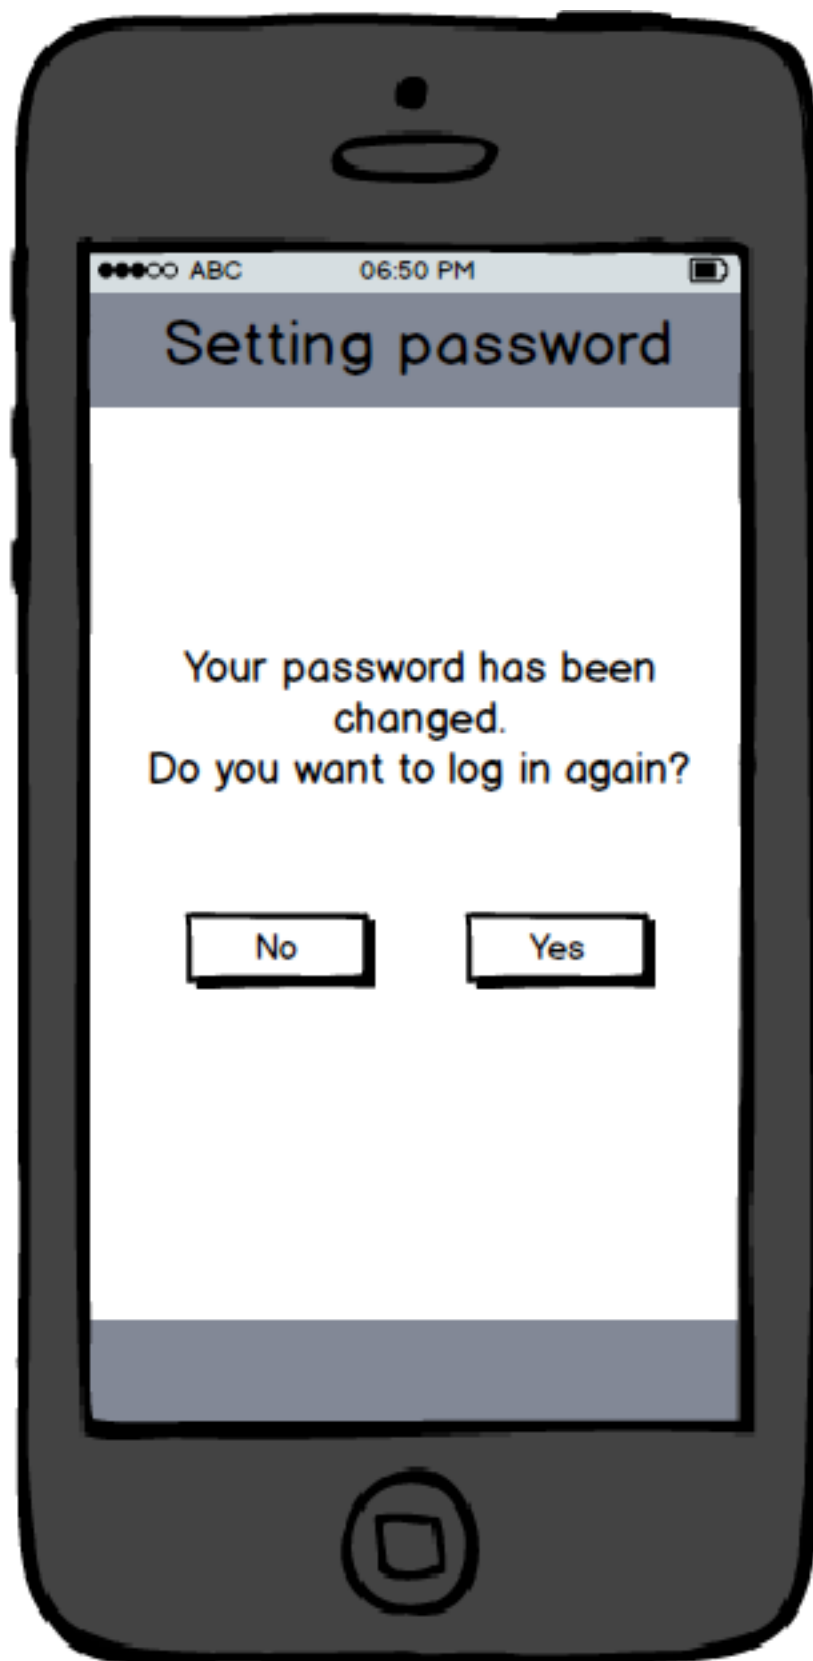 ABC 06:50 PM
Setting password
Your password has been
changed.
Do you want to log in again?
No Yes